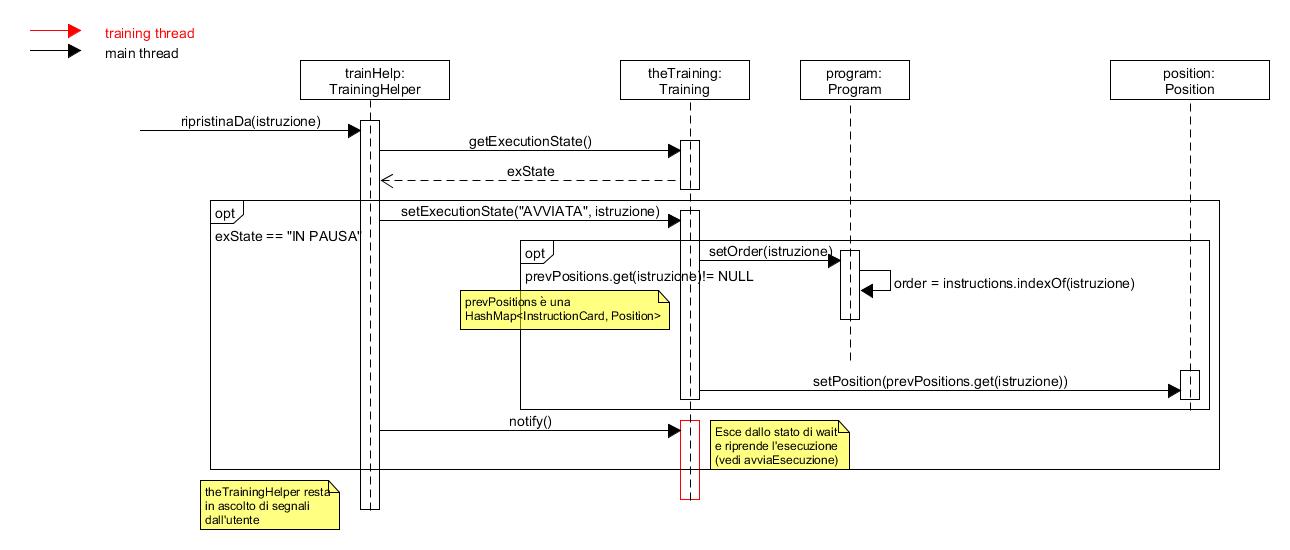 training thread
main thread
trainHelp:
TrainingHelper
theTraining:
Training
program:
Program
position:
Position
ripristinaDa(istruzione)
getExecutionState()
exState
opt
setExecutionState("AVVIATA", istruzione)
exState == "IN PAUSA"
opt
setOrder(istruzione)
prevPositions.get(istruzione)!= NULL
order = instructions.indexOf(istruzione)
prevPositions è una
HashMap<InstructionCard, Position>
setPosition(prevPositions.get(istruzione))
notify()
Esce dallo stato di wait
e riprende l'esecuzione
(vedi avviaEsecuzione)
theTrainingHelper resta
in ascolto di segnali
dall'utente